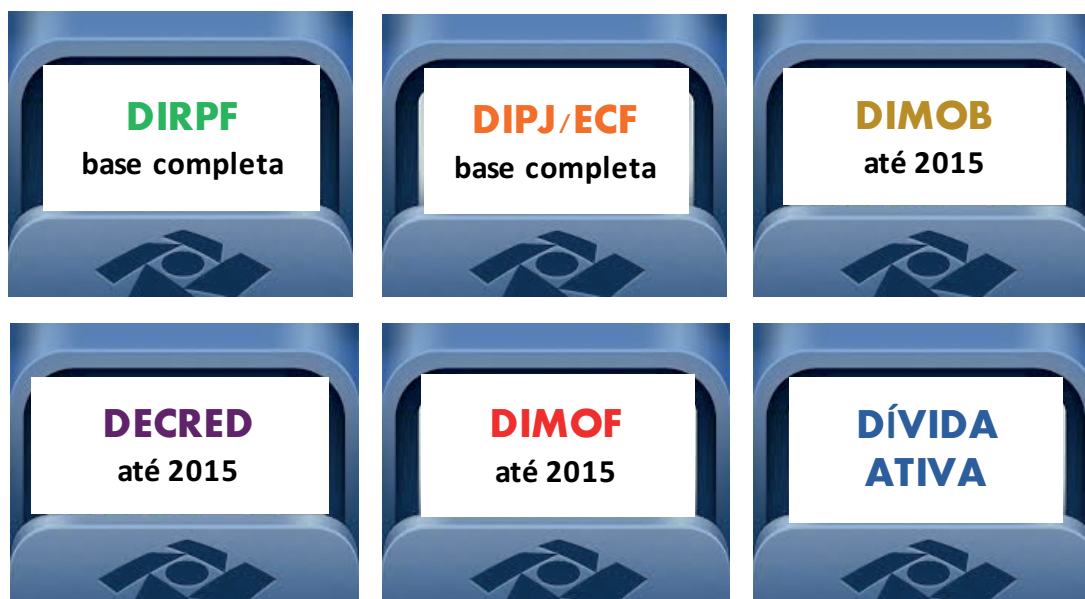 DIRPF
base completa
DIPJ/ECF
base completa
DIMOB
até 2015
DECRED
até 2015
DIMOF
até 2015
DÍVIDA
ATIVA